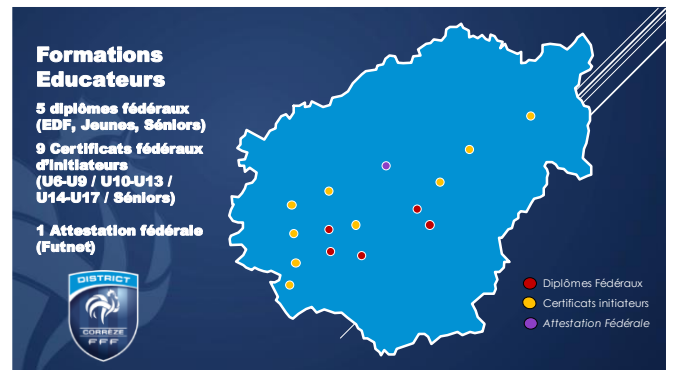 Formations
Educateurs
5 diplômes fédéraux
(EDF, Jeunes, Séniors)
9 Certificats fédéraux
d'initiateurs
(U6-U9 / U10-U13 /
U14-U17 / Séniors)
1 Attestation fédérale
(Futnet)
DISTRICT
CORRÈZE
FFF
Diplômes Fédéraux
Certificats initiateurs
Attestation Fédérale